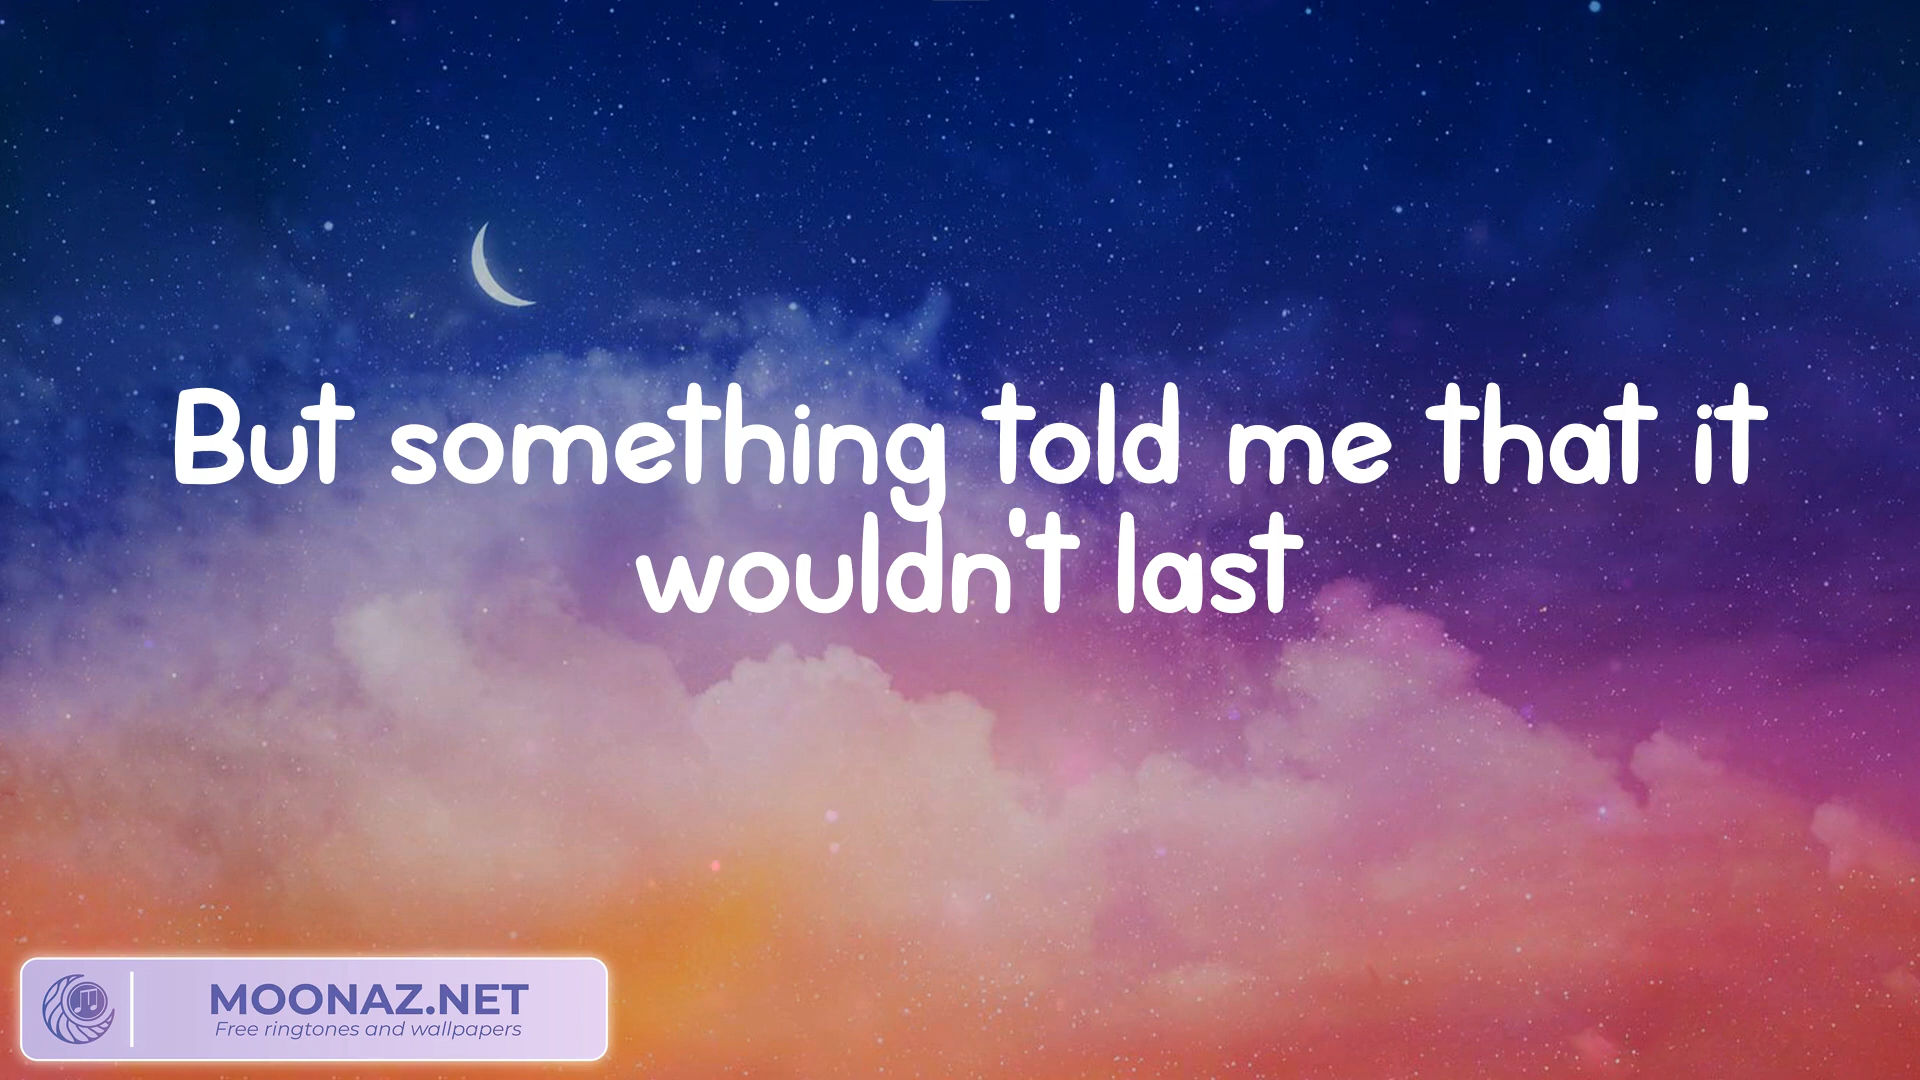 But something told me that it
wouldn't last
MOONAZ.NET
Free ringtones and wallpapers